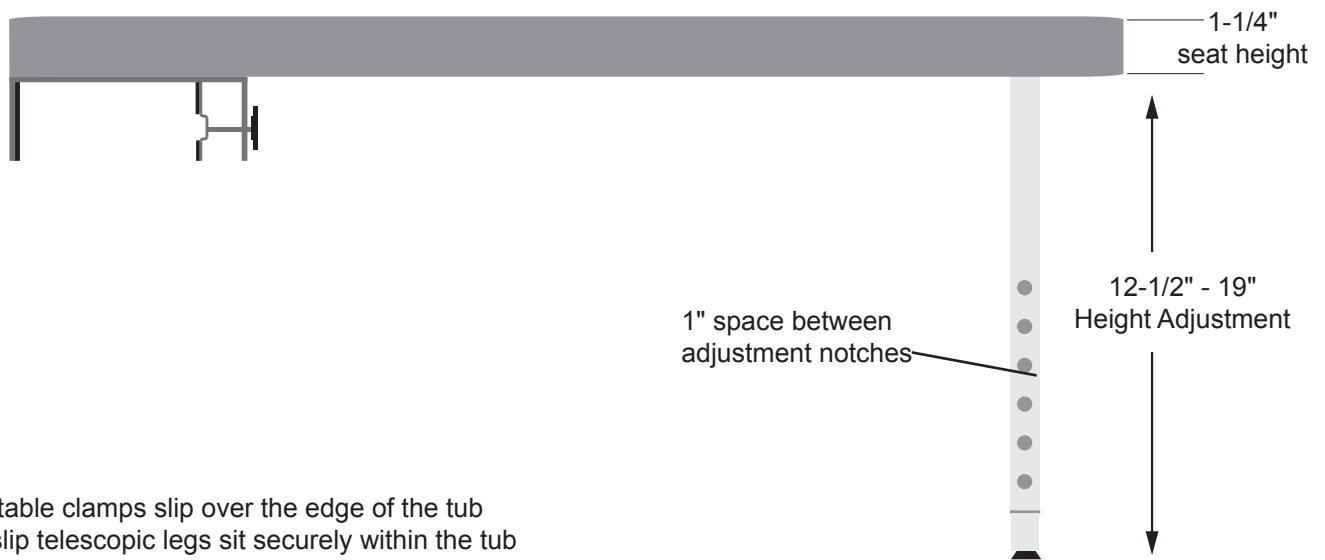 1-1/4"
seat height
12-1/2" - 19"
Height Adjustment
1" space between
adjustment notches
table clamps slip over the edge of the tub
slip telescopic legs sit securely within the tub